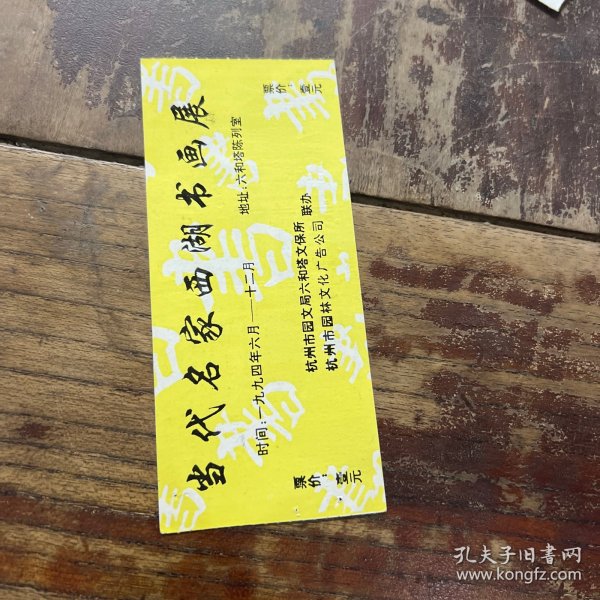 当代名家西湖书画展
时间:一九九四年六月——十二月
地址:六和塔陈列室
杭州市园文局六和塔文保所
杭州市园林文化广告公司
联办
票价:壹元
票价:壹元
孔夫子旧书网
www.kongfz.com